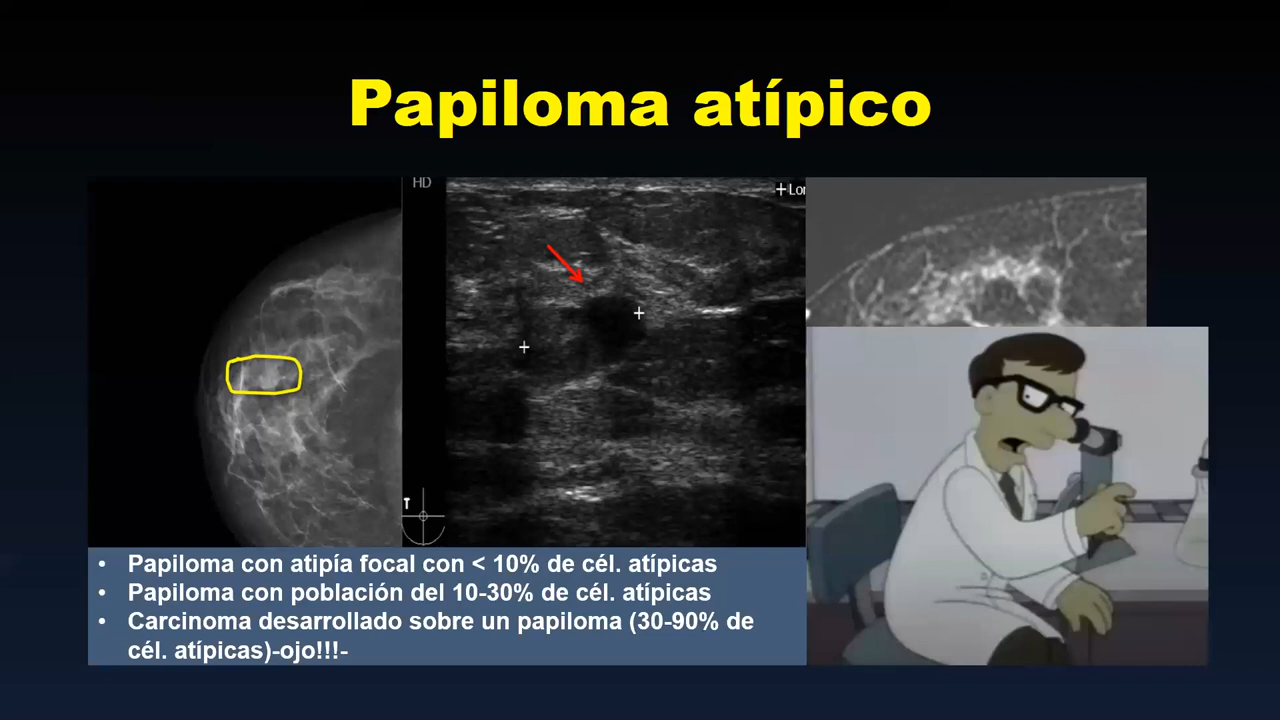 Papiloma atípico
HD
+Lon
T
• Papiloma con atipía focal con < 10% de cél. atípicas
• Papiloma con población del 10-30% de cél. atípicas
• Carcinoma desarrollado sobre un papiloma (30-90% de
cél. atípicas)-ojo!!!-